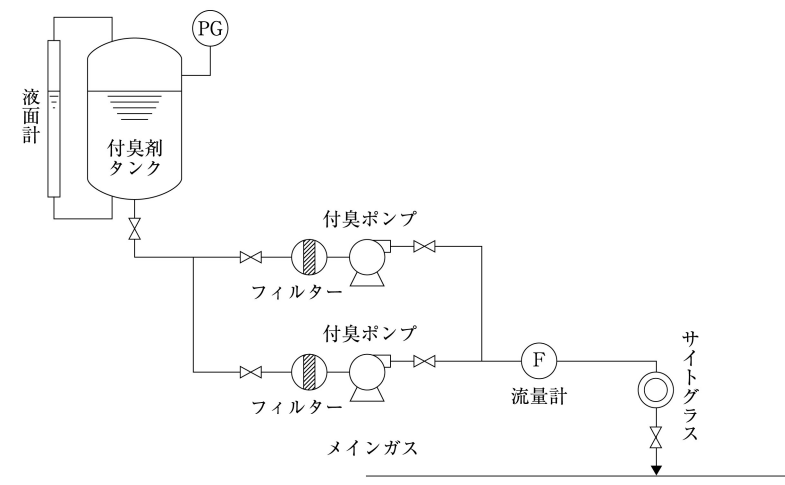 PG
液面計
付臭剤
タンク
付臭ポンプ
フィルター
付臭ポンプ
フィルター
F
流量計
サイトグラス
メインガス